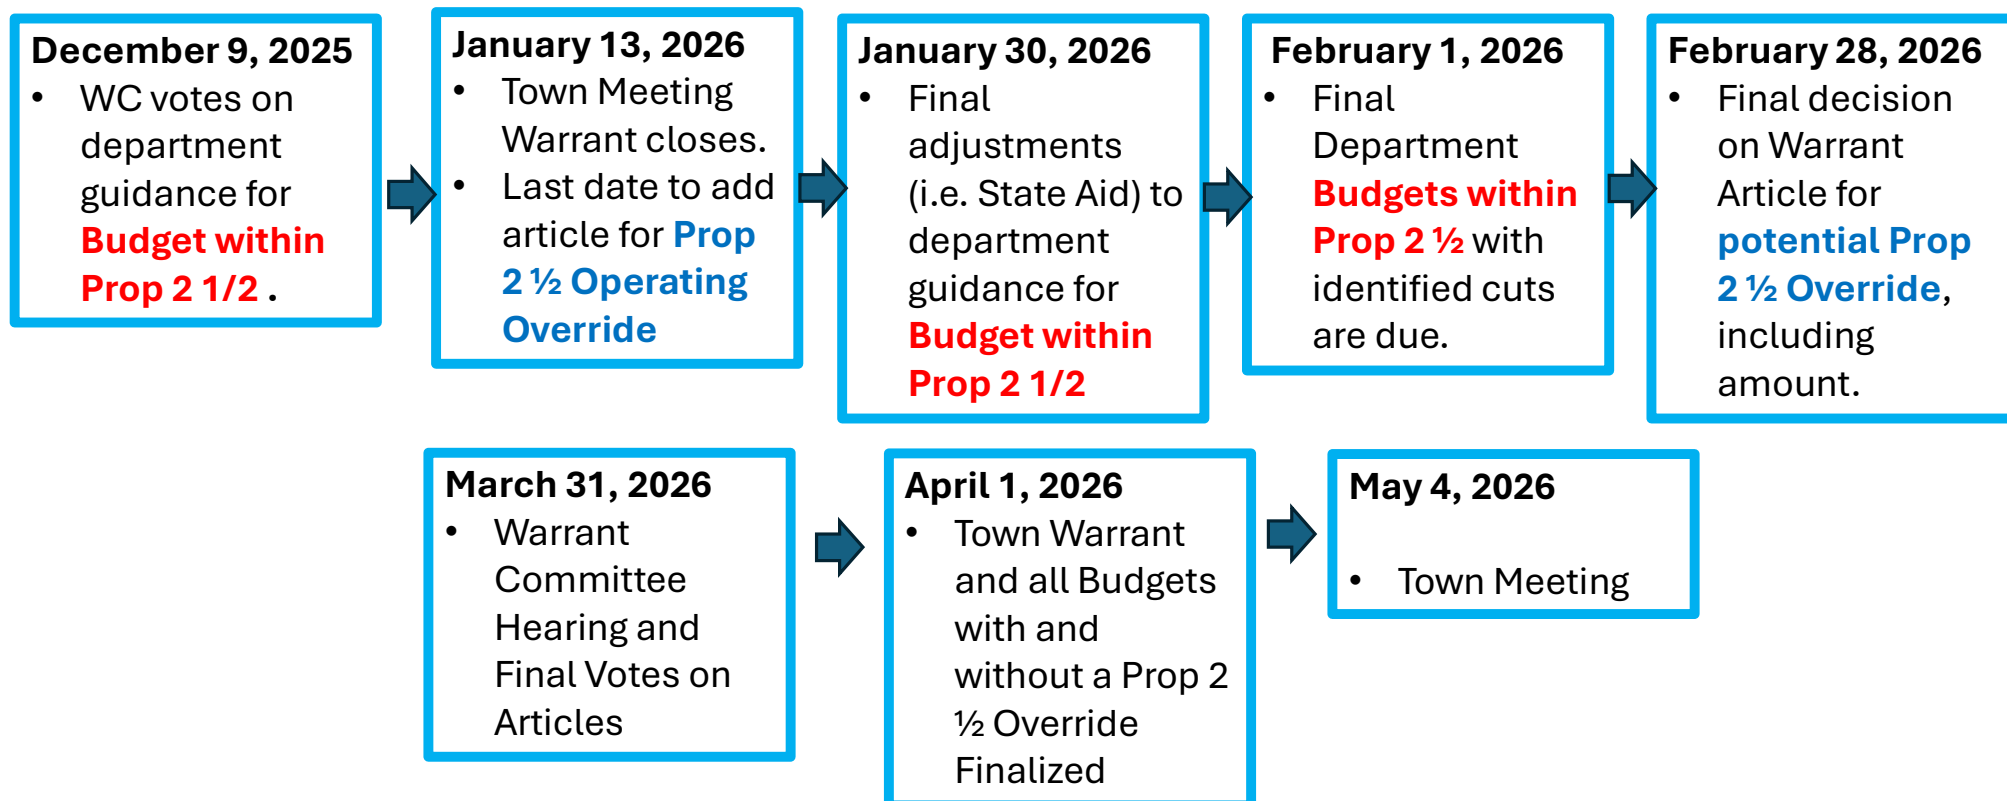 December 9, 2025
• WC votes on
department
guidance for
Budget within
Prop 2 1/2 .
January 13, 2026
• Town Meeting
Warrant closes.
• Last date to add
article for Prop
2 ½ Operating
Override
January 30, 2026
• Final
adjustments
(i.e. State Aid) to
department
guidance for
Budget within
Prop 2 1/2
February 1, 2026
• Final
Department
Budgets within
Prop 2 ½ with
identified cuts
are due.
February 28, 2026
• Final decision
on Warrant
Article for
potential Prop
2 ½ Override,
including
amount.
March 31, 2026
• Warrant
Committee
Hearing and
Final Votes on
Articles
April 1, 2026
• Town Warrant
and all Budgets
with and
without a Prop 2
½ Override
Finalized
May 4, 2026
• Town Meeting